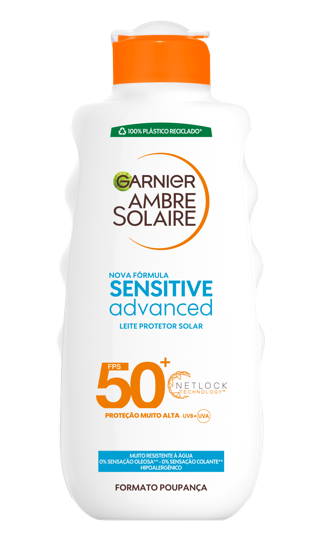 100% PLÁSTICO RECICLADO*
GARNIER
AMBRE
SOLAIRE
NOVA FÓRMULA
SENSITIVE
advanced
LEITE PROTETOR SOLAR
FPS
50+
NETLOCK
TECHNOLOGY®
PROTEÇÃO MUITO ALTA UVB+UVA
MUITO RESISTENTE À ÁGUA
0% SENSAÇÃO OLEOSA** - 0% SENSAÇÃO COLANTE**
HIPOALERGÉNICO
FORMATO POUPANÇA